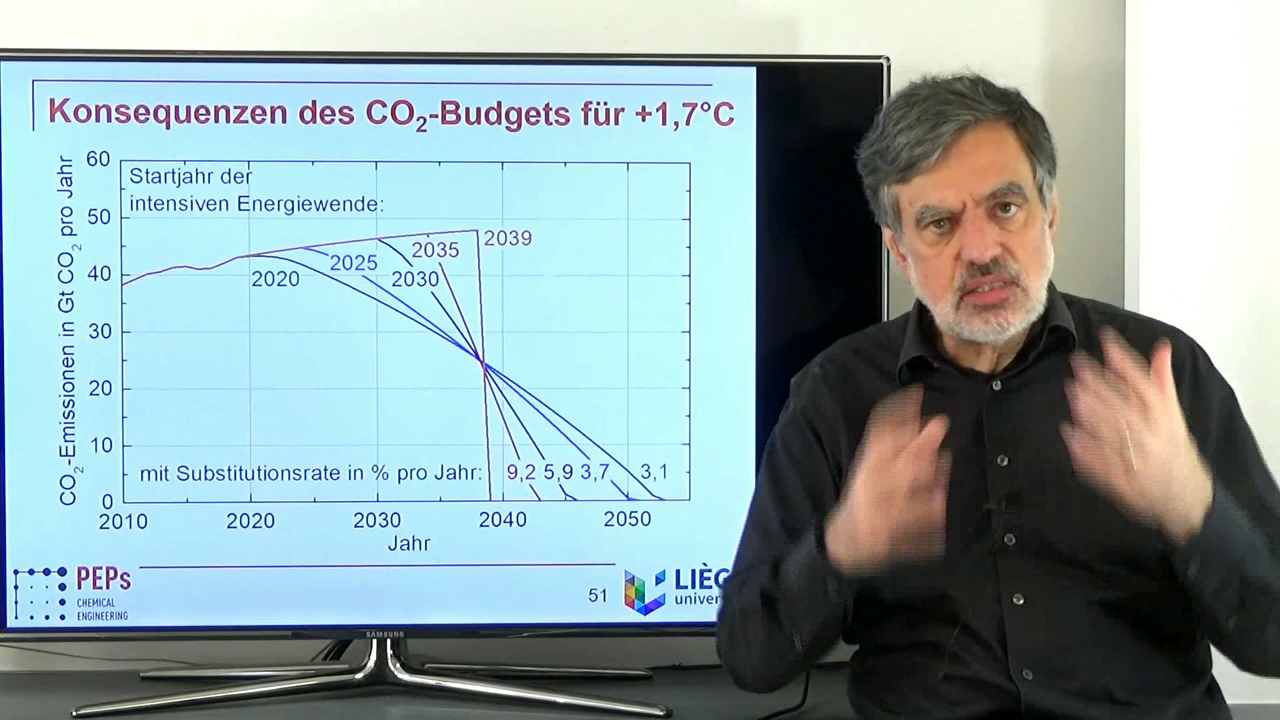 Konsequenzen des CO₂-Budgets für +1,7°C
CO₂-Emissionen in Gt CO₂ pro Jahr
60
50
40
30
20
10
0
Startjahr der
intensiven Energiewende:
2039
2035
2025
2030
2020
mit Substitutionsrate in % pro Jahr: 9,2 5,9 3,7 3,1
2010 2020 2030 2040 2050
Jahr
PEPs
CHEMICAL
ENGINEERING
51
LIÈG
univers
SAMSUNG